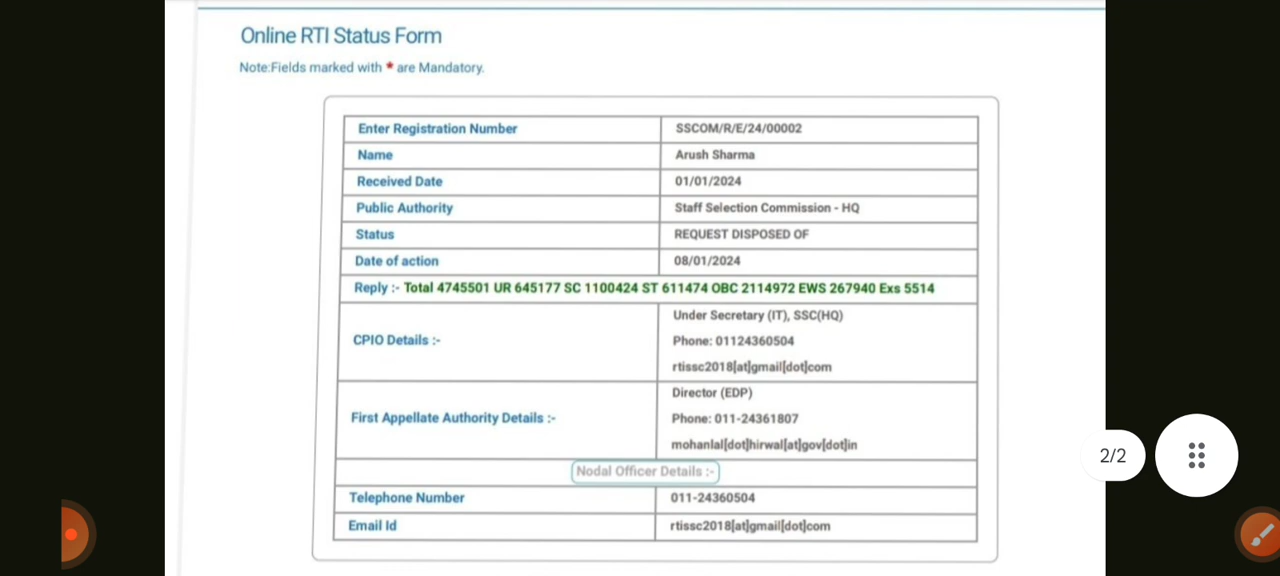 Online RTI Status Form
Note:Fields marked with * are Mandatory.
Enter Registration Number SSCOM/R/E/24/00002
Name Arush Sharma
Received Date 01/01/2024
Public Authority Staff Selection Commission - HQ
Status REQUEST DISPOSED OF
Date of action 08/01/2024
Reply :- Total 4745501 UR 645177 SC 1100424 ST 611474 OBC 2114972 EWS 267940 Exs 5514
CPIO Details :-
Under Secretary (IT), SSC(HQ)
Phone: 01124360504
rtissc2018[at]gmail[dot]com
First Appellate Authority Details :-
Director (EDP)
Phone: 011-24361807
mohanlal[dot]hirwal[at]gov[dot]in
Nodal Officer Details :-
Telephone Number 011-24360504
Email Id rtissc2018[at]gmail[dot]com
2/2